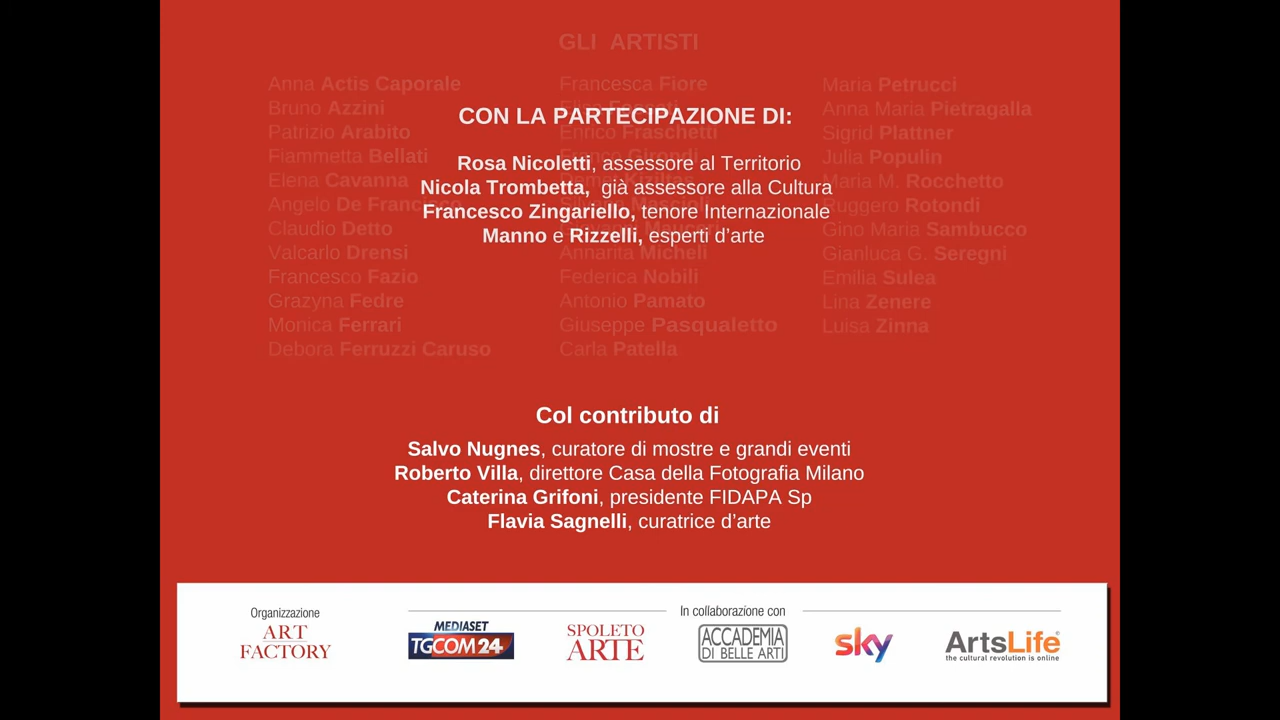 GLI ARTISTI
Anna Actis Caporale
Bruno Azzini
Patrizio Arabito
Fiammetta Bellati
Elena Cavanna
Angelo De Francisco
Claudio Detto
Valcarlo Drensi
Francesco Fazio
Grazyna Fedre
Monica Ferrari
Debora Ferruzzi Caruso
Francesca Fiore
Enrico Fraschetti
Franco Girondi
Kiziltas
Annarita Micheli
Federica Nobili
Antonio Pamato
Giuseppe Pasqualetto
Carla Patella
Maria Petrucci
Anna Maria Pietragalla
Sigrid Plattner
Julia Populin
Maria M. Rocchetto
Ruggero Rotondi
Gino Maria Sambucco
Gianluca G. Seregni
Emilia Sulea
Lina Zenere
Luisa Zinna
CON LA PARTECIPAZIONE DI:
Rosa Nicoletti, assessore al Territorio
Nicola Trombetta, già assessore alla Cultura
Francesco Zingariello, tenore Internazionale
Manno e Rizzelli, esperti d’arte
Col contributo di
Salvo Nugnes, curatore di mostre e grandi eventi
Roberto Villa, direttore Casa della Fotografia Milano
Caterina Grifoni, presidente FIDAPA Sp
Flavia Sagnelli, curatrice d’arte
Organizzazione
ART
FACTORY
In collaborazione con
MEDIASET
TGCOM 24
SPOLETO
ARTE
ACCADEMIA
DI BELLE ARTI
sky
ArtsLife
the cultural revolution is online